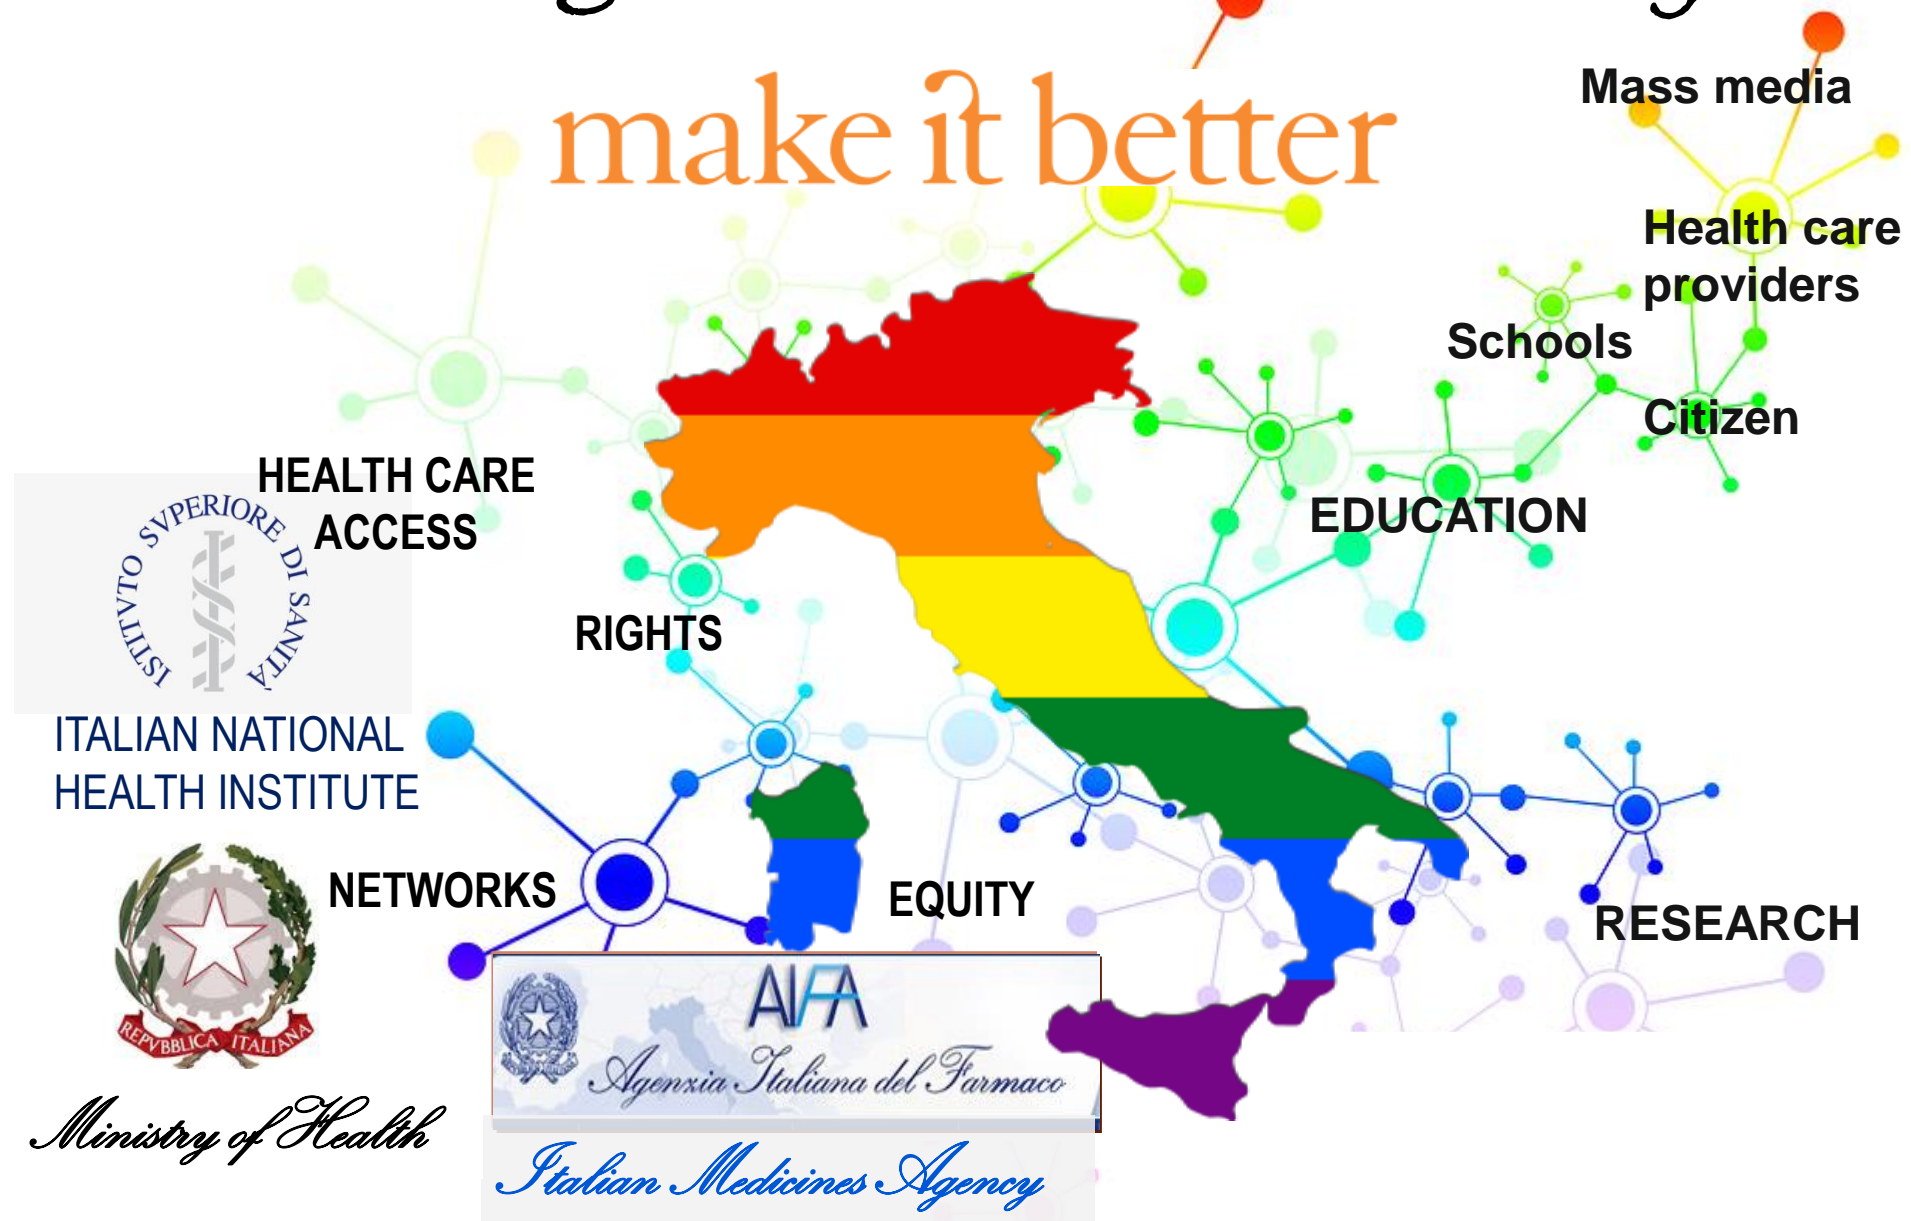 make it better
Mass media
Health care
providers
Schools
Citizen
HEALTH CARE
ACCESS
ISTITVTO SVPERIORE DI SANITÀ
EDUCATION
RIGHTS
ITALIAN NATIONAL
HEALTH INSTITUTE
NETWORKS
EQUITY
RESEARCH
REPVBBLICA ITALIANA
AIFA
Agenzia Italiana del Farmaco
Ministry of Health
Italian Medicines Agency